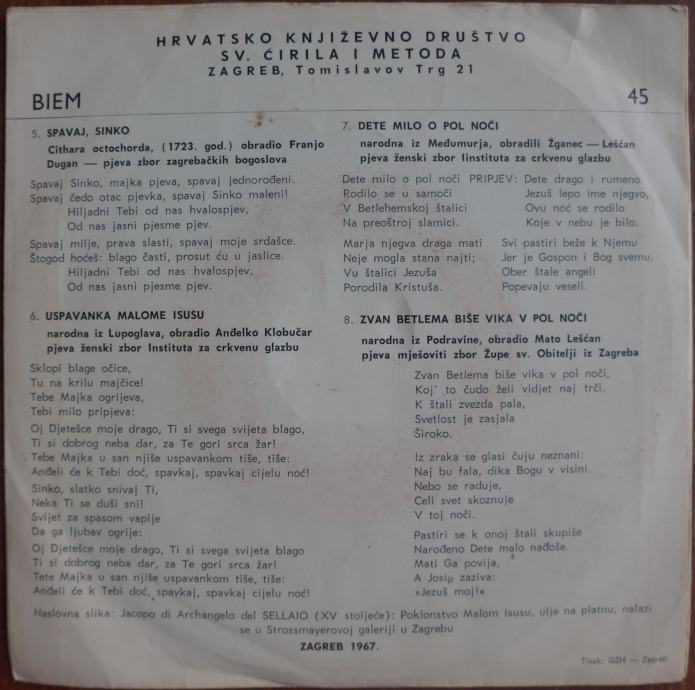 HRVATSKO KNJIŽEVNO DRUŠTVO
SV. ĆIRILA I METODA
ZAGREB, Tomislavov Trg 21
BIEM
45
5. SPAVAJ, SINKO
Cithara octochorda, (1723. god.) obradio Franjo
Dugan — pjeva zbor zagrebačkih bogoslova
Spavaj Sinko, majka pjeva, spavaj jednorođeni.
Spavaj čedo otac pjevka, spavaj Sinko maleni!
Hiljadni Tebi od nas hvalospjev,
Od nas jasni pjesme pjev.
Spavaj milje, prava slasti, spavaj moje srdašce.
Štogod hoćeš: blago časti, prosut ću u jaslice.
Hiljadni Tebi od nas hvalospjev,
Od nas jasni pjesme pjev.
6. USPAVANKA MALOME ISUSU
narodna iz Lupoglava, obradio Anđelko Klobučar
pjeva ženski zbor Instituta za crkvenu glazbu
Sklopi blage očice,
Tu na krilu majčice!
Tebe Majka ogrijeva,
Tebi milo pripjeva:
Oj Djetešce moje drago, Ti si svega svijeta blago,
Ti si dobrog neba dar, za Te gori srca žar!
Tebe Majka u san njiše uspavankom tiše, tiše:
Anđeli će k Tebi doć, spavkaj, spavkaj cijelu noć!
Sinko, slatko snivaj Ti,
Neka Ti se duši sni!
Svijet za spasom vapije
Da ga ljubav ogrije:
Oj Djetešce moje drago, Ti si svega svijeta blago
Ti si dobrog neba dar, za Te gori srca žar!
Tete Majka u san njiše uspavankom tiše, tiše:
Anđeli će k Tebi doć, spavkaj, spavkaj cijelu noć!
7. DETE MILO O POL NOČI
narodna iz Međumurja, obradili Žganec — Lešćan
pjeva ženski zbor Iinstituta za crkvenu glazbu
Dete milo o pol noči PRIPJEV: Dete drago i rumeno
Rodilo se u samoči Jezuš lepo ime njegvo,
V Betlehemskoj štalici Ovu noć se rodilo
Na preoštroj slamici. Koje v nebu je bilo.
Marja njegva draga mati Svi pastiri beže k Njemu
Neje mogla stana najti; Jer je Gospon i Bog svemu.
Vu štalici Jezuša Ober štale angeli
Porodila Kristuša. Popevaju veseli.
8. ZVAN BETLEMA BIŠE VIKA V POL NOČI
narodna iz Podravine, obradio Mato Lešćan
pjeva mješoviti zbor Župe sv. Obitelji iz Zagreba
Zvan Betlema biše vika v pol noči,
Koj' to čudo želi vidjet naj trči.
K štali zvezda pala,
Svetlost je zasjala
Široko.
Iz zraka se glasi čuju neznani:
Naj bu fala, dika Bogu v visini.
Nebo se raduje,
Celi svet skoznuje
V toj noči.
Pastiri se k onoj štali skupiše
Narođeno Dete malo nađoše.
Mati Ga povija,
A Josip zaziva:
»Jezuš moj!«
Naslovna slika: Jacopo di Archangelo del SELLAIO (XV stoljeće): Poklonstvo Malom Isusu, ulje na platnu, nalazi
se u Strossmayerovoj galeriji u Zagrebu
ZAGREB 1967.
Tisak: GZH — Zagreb